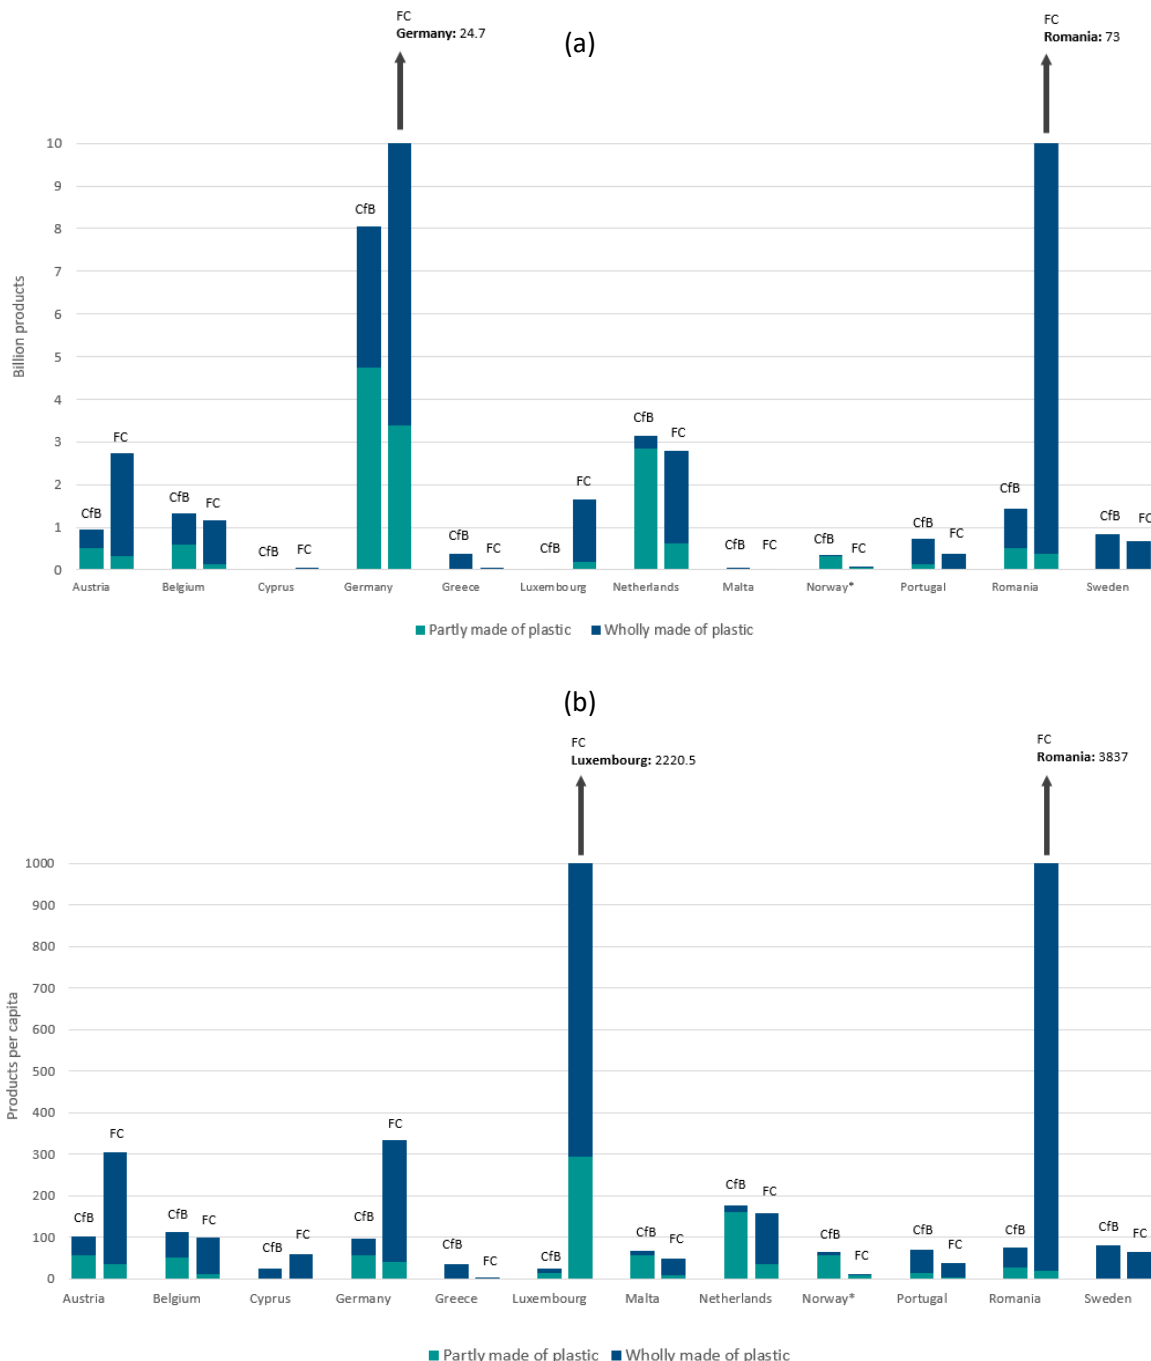 FC
Germany: 24.7
(a)
FC
Romania: 73
10
9
8
7
6
5
4
3
2
1
0
Billion products
CfB
FC
CfB
FC
CfB
FC
CfB
CfB
FC
CfB
FC
CfB
FC
CfB
FC
CfB
FC
CfB
FC
CfB
CfB
FC
Austria
Belgium
Cyprus
Germany
Greece
Luxembourg
Netherlands
Malta
Norway*
Portugal
Romania
Sweden
Partly made of plastic
Wholly made of plastic
(b)
FC
Luxembourg: 2220.5
FC
Romania: 3837
1000
900
800
700
600
500
400
300
200
100
0
Products per capita
CfB
FC
CfB
FC
CfB
FC
CfB
FC
CfB
FC
CfB
CfB
FC
CfB
FC
CfB
FC
CfB
FC
CfB
CfB
FC
Austria
Belgium
Cyprus
Germany
Greece
Luxembourg
Malta
Netherlands
Norway*
Portugal
Romania
Sweden
Partly made of plastic
Wholly made of plastic